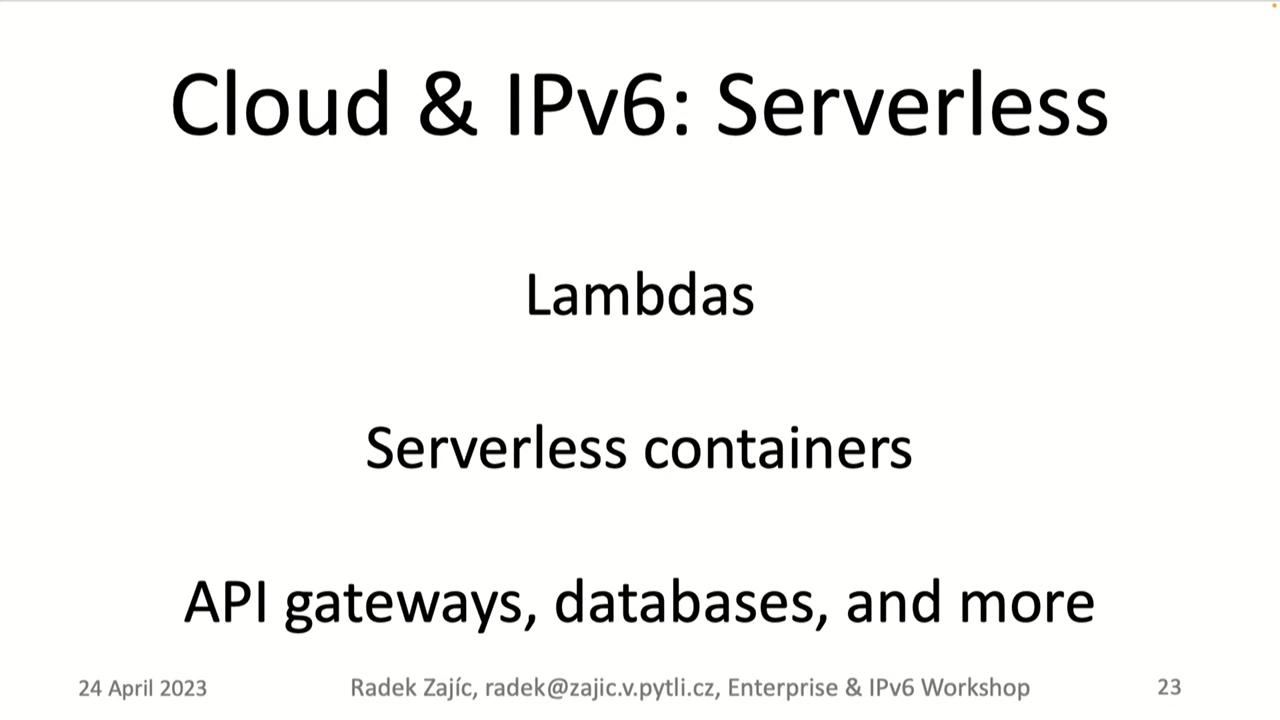 Cloud & IPv6: Serverless
Lambdas
Serverless containers
API gateways, databases, and more
24 April 2023
Radek Zajíc, radek@zajic.v.pytli.cz, Enterprise & IPv6 Workshop
23